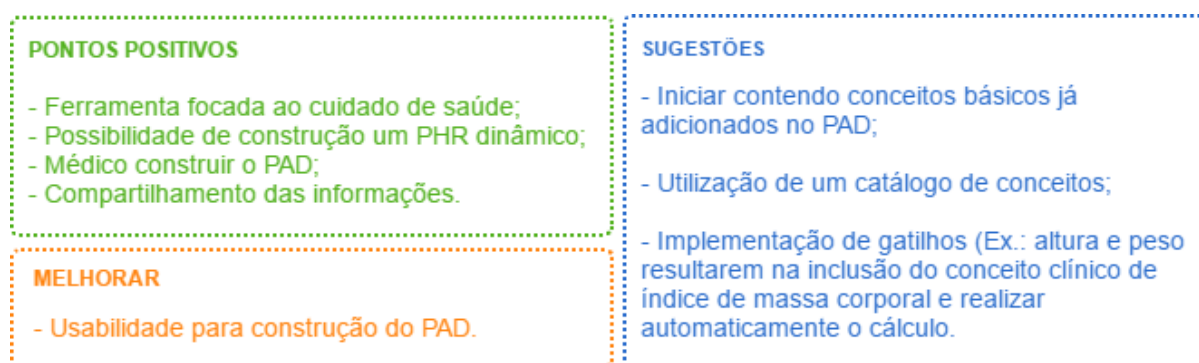 PONTOS POSITIVOS
- Ferramenta focada ao cuidado de saúde;
- Possibilidade de construção um PHR dinâmico;
- Médico construir o PAD;
- Compartilhamento das informações.
MELHORAR
- Usabilidade para construção do PAD.
SUGESTÕES
- Iniciar contendo conceitos básicos já
adicionados no PAD;
- Utilização de um catálogo de conceitos;
- Implementação de gatilhos (Ex.: altura e peso
resultarem na inclusão do conceito clínico de
índice de massa corporal e realizar
automaticamente o cálculo.